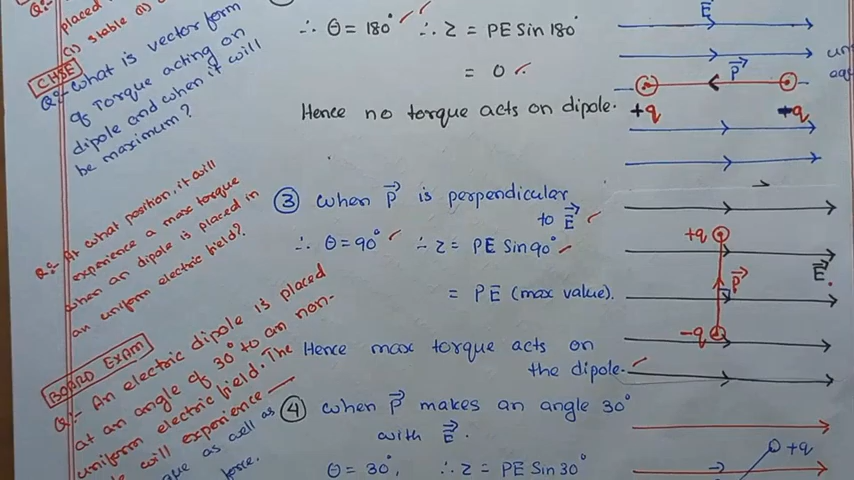 Q:-
placed i
(i) stable (ii)
CHSE
Q:- What is vector form
of Torque acting on
dipole and when it will
be maximum?
Q:- At what position, it will
experience a max torque
when an dipole is placed in
an uniform electric field?
BOARD EXAM
Q:- An electric dipole is placed
at an angle of 30° to an non-
uniform electric field. The
will experience —
que as well as
force.
∴ θ = 180° ∴ τ = PE Sin 180°
= 0
Hence no torque acts on dipole.
③ when P⃗ is perpendicular
to E⃗
∴ θ = 90° ∴ τ = PE Sin 90°
= PE (max value).
Hence max torque acts on
the dipole.
④ when P⃗ makes an angle 30°
with E⃗.
θ = 30°, ∴ τ = PE Sin 30°
E⃗
P⃗
+q
-q
+q
P⃗
E⃗
-q
+q